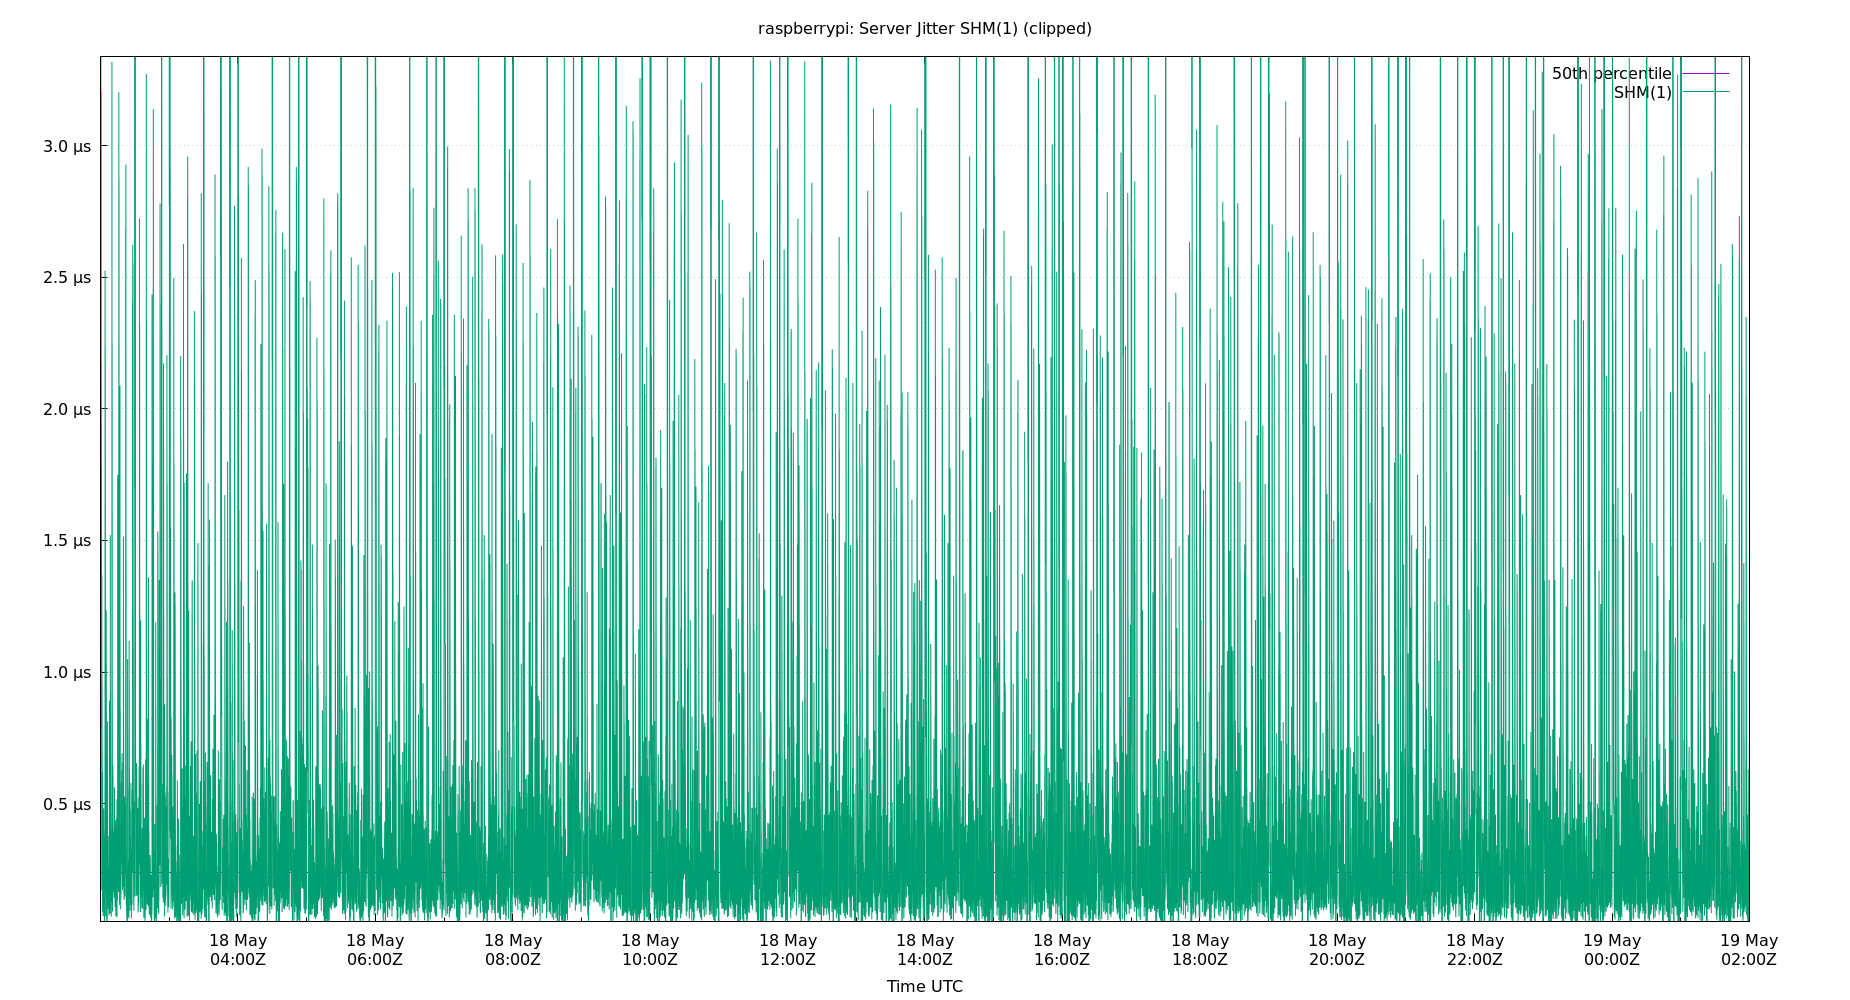 raspberrypi: Server Jitter SHM(1) (clipped)
50th percentile
SHM(1)
3.0 µs
2.5 µs
2.0 µs
1.5 µs
1.0 µs
0.5 µs
18 May 18 May 18 May 18 May 18 May 18 May 18 May 18 May 18 May 18 May 19 May 19 May
04:00Z 06:00Z 08:00Z 10:00Z 12:00Z 14:00Z 16:00Z 18:00Z 20:00Z 22:00Z 00:00Z 02:00Z
Time UTC